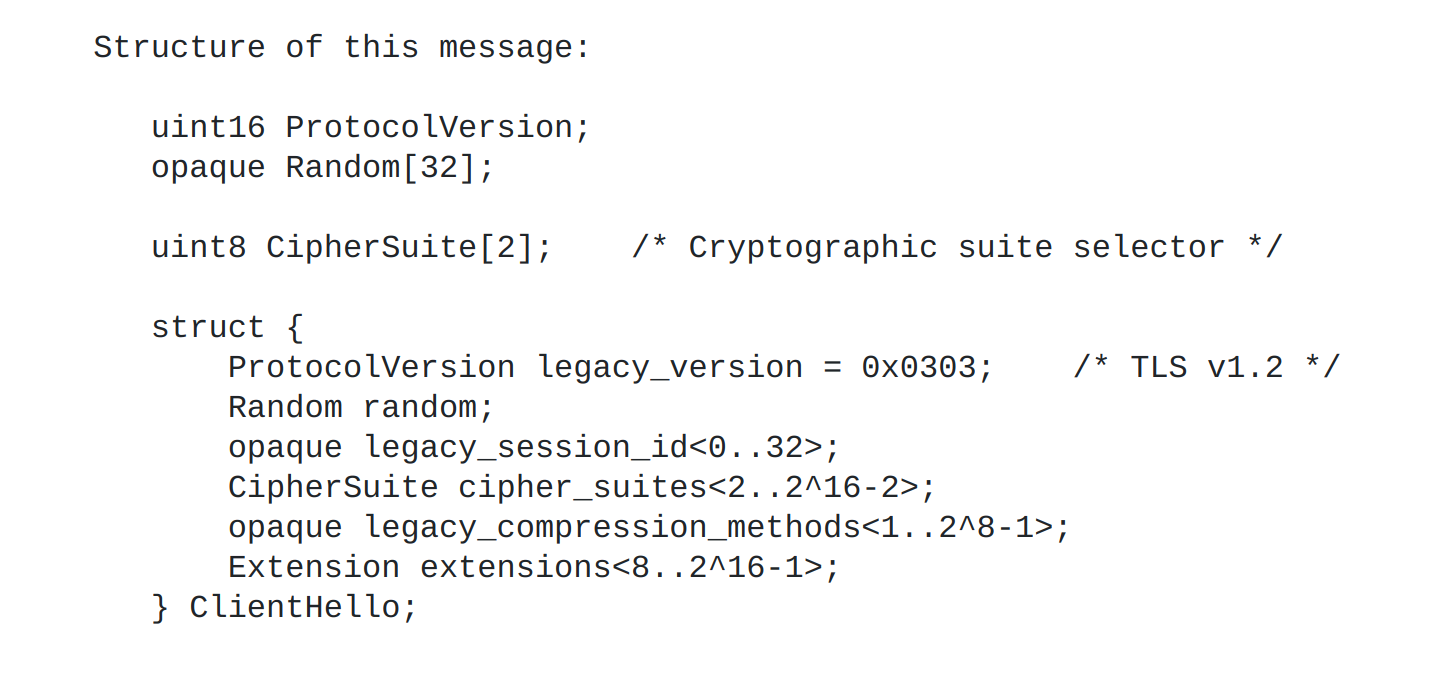 Structure of this message:
uint16 ProtocolVersion;
opaque Random[32];
uint8 CipherSuite[2];    /* Cryptographic suite selector */
struct {
ProtocolVersion legacy_version = 0x0303;    /* TLS v1.2 */
Random random;
opaque legacy_session_id<0..32>;
CipherSuite cipher_suites<2..2^16-2>;
opaque legacy_compression_methods<1..2^8-1>;
Extension extensions<8..2^16-1>;
} ClientHello;